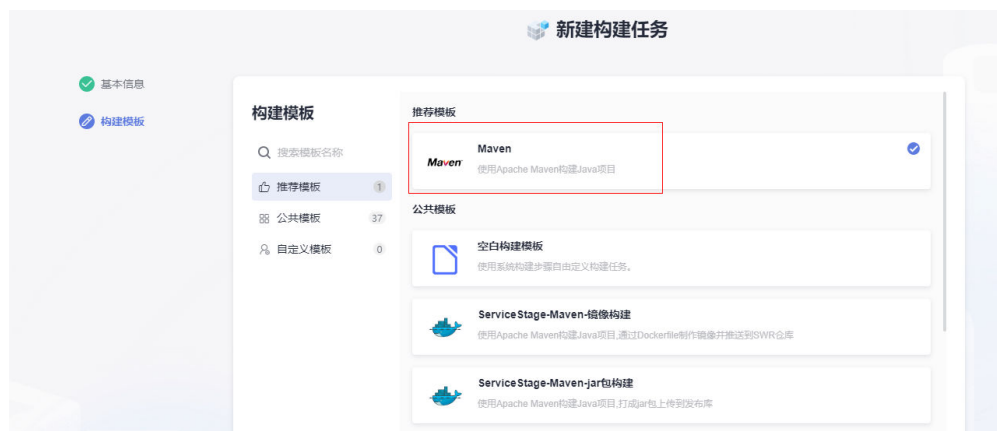 新建构建任务
基本信息
构建模板
构建模板
搜索模板名称
推荐模板 1
公共模板 37
自定义模板 0
推荐模板
Maven
Maven
使用Apache Maven构建Java项目
公共模板
空白构建模板
使用系统构建步骤自由定义构建任务。
ServiceStage-Maven-镜像构建
使用Apache Maven构建Java项目,通过Dockerfile制作镜像并推送到SWR仓库
ServiceStage-Maven-jar包构建
使用Apache Maven构建Java项目,打成jar包上传到发布库